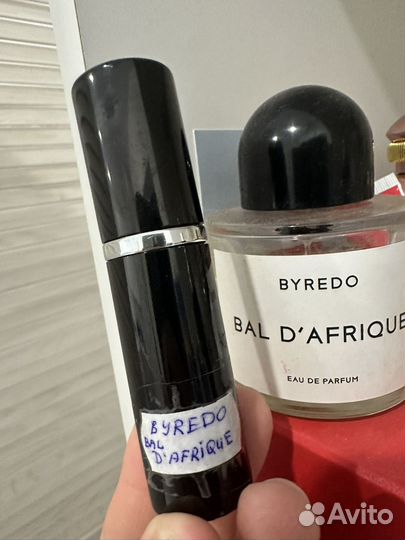 BYREDO
BAL D'AFRIQUE
EAU DE PARFUM
BYREDO
BAL
D'AFRIQUE
Avito